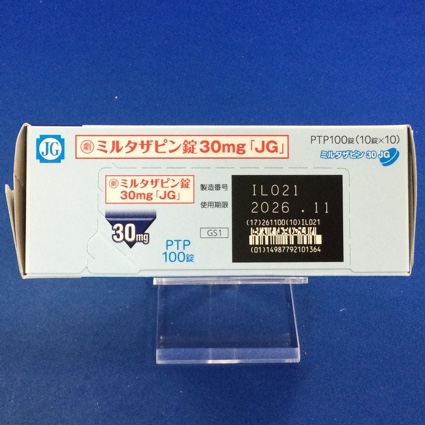 JG
劇 ミルタザピン錠30mg「JG」
PTP100錠(10錠×10)
ミルタザピン 30 JG
劇 ミルタザピン錠
30mg「JG」
30mg
PTP
100錠
製造番号 IL021
使用期限 2026 .11
GS1
(17)261100(10)IL021
(01)14987792101364